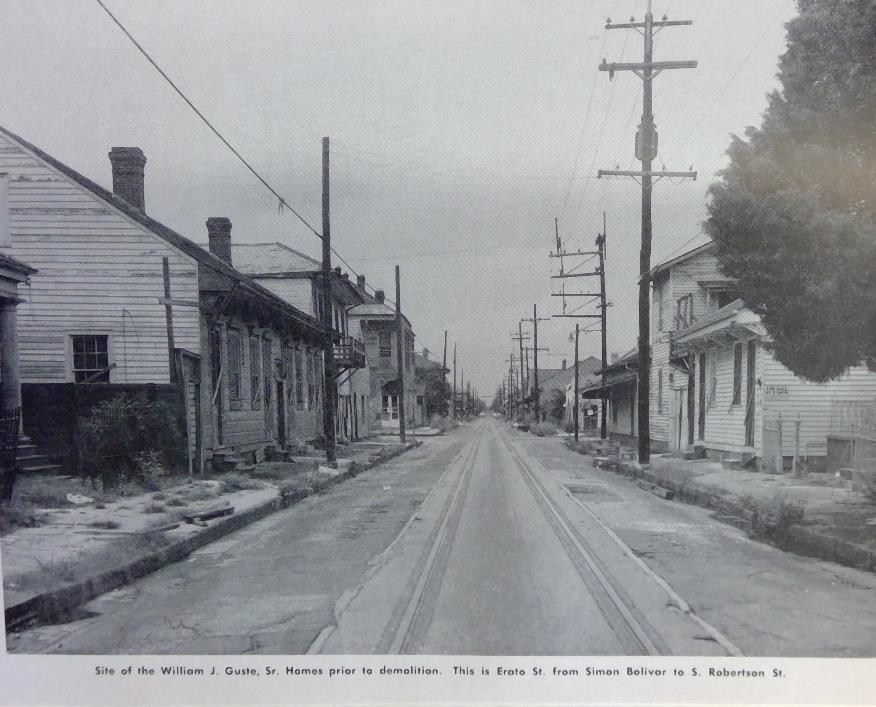 Site of the William J. Guste, Sr. Homes prior to demolition. This is Erato St. from Simon Bolivar to S. Robertson St.